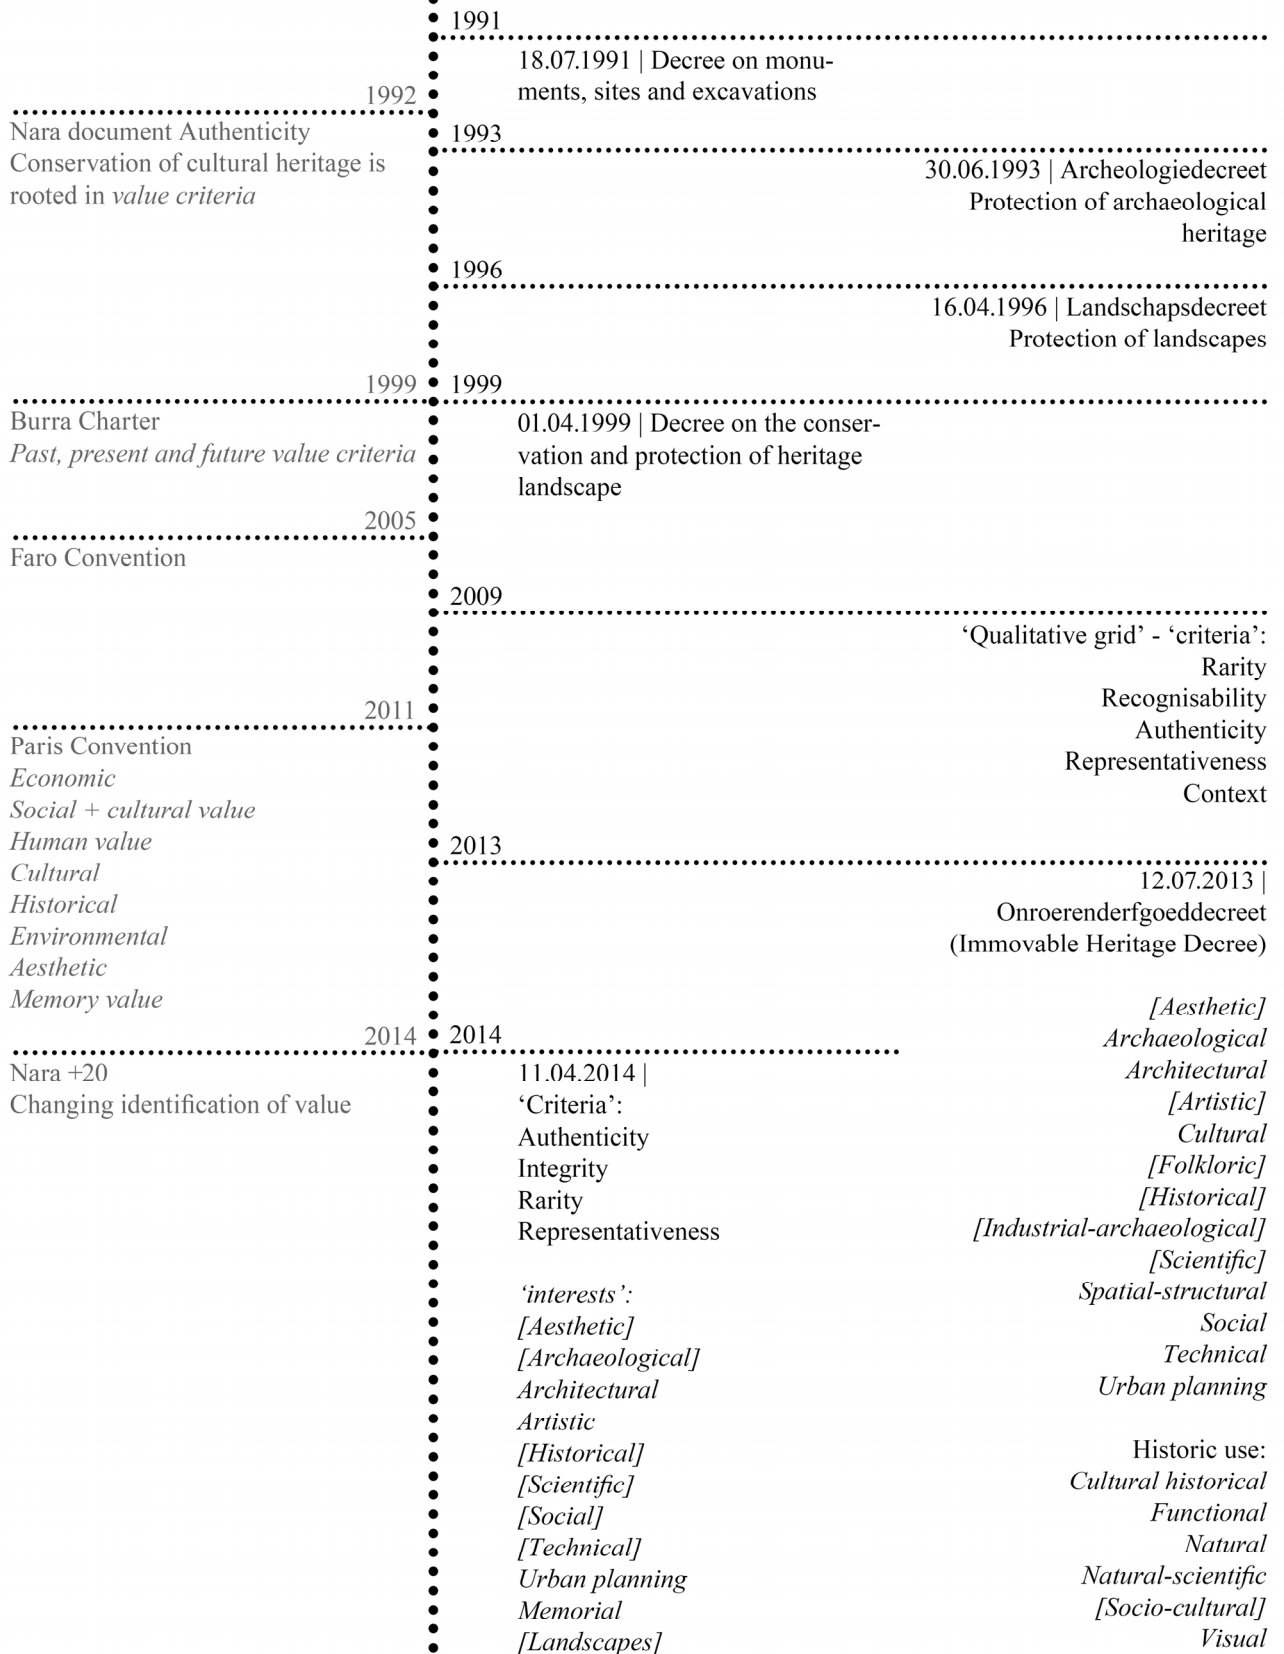 1991
18.07.1991 | Decree on monu-
ments, sites and excavations
1992
Nara document Authenticity
Conservation of cultural heritage is
rooted in value criteria
1993
30.06.1993 | Archeologiedecreet
Protection of archaeological
heritage
1996
16.04.1996 | Landschapsdecreet
Protection of landscapes
1999
Burra Charter
Past, present and future value criteria
1999
01.04.1999 | Decree on the conser-
vation and protection of heritage
landscape
2005
Faro Convention
2009
‘Qualitative grid’ - ‘criteria’:
Rarity
Recognisability
Authenticity
Representativeness
Context
2011
Paris Convention
Economic
Social + cultural value
Human value
Cultural
Historical
Environmental
Aesthetic
Memory value
2013
12.07.2013 |
Onroerenderfgoeddecreet
(Immovable Heritage Decree)
[Aesthetic]
Archaeological
Architectural
[Artistic]
Cultural
[Folkloric]
[Historical]
[Industrial-archaeological]
[Scientific]
Spatial-structural
Social
Technical
Urban planning
Historic use:
Cultural historical
Functional
Natural
Natural-scientific
[Socio-cultural]
Visual
2014
Nara +20
Changing identification of value
2014
11.04.2014 |
‘Criteria’:
Authenticity
Integrity
Rarity
Representativeness
‘interests’:
[Aesthetic]
[Archaeological]
Architectural
Artistic
[Historical]
[Scientific]
[Social]
[Technical]
Urban planning
Memorial
[Landscapes]